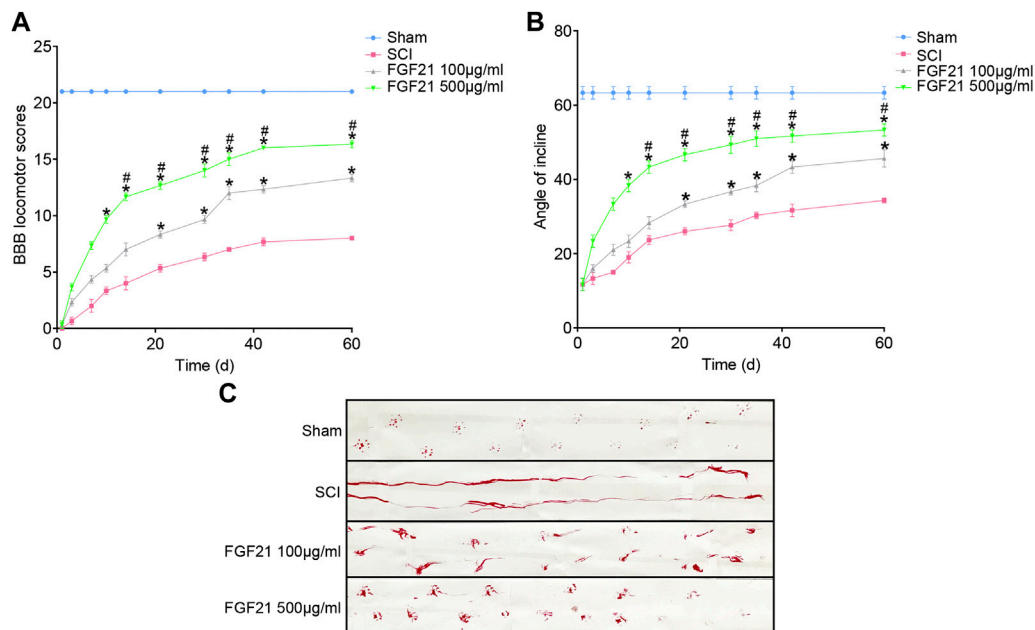 A
Sham
SCI
FGF21 100µg/ml
FGF21 500µg/ml
25
20
15
10
5
0
BBB locomotor scores
# # # # # #
* * * * * * *
* * * * *
0 20 40 60
Time (d)
B
Sham
SCI
FGF21 100µg/ml
FGF21 500µg/ml
80
60
40
20
0
Angle of incline
# # # # # #
* * * * * * *
* * * * *
0 20 40 60
Time (d)
C
Sham
SCI
FGF21 100µg/ml
FGF21 500µg/ml